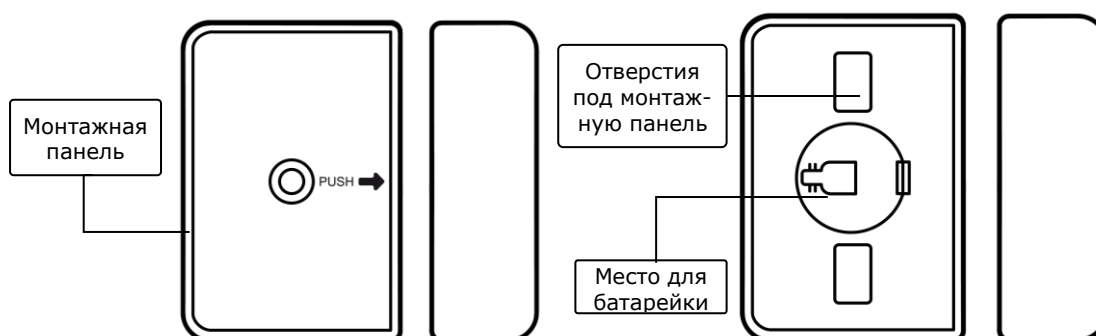 Монтажная
панель
PUSH
Отверстия
под монтаж-
ную панель
Место для
батарейки